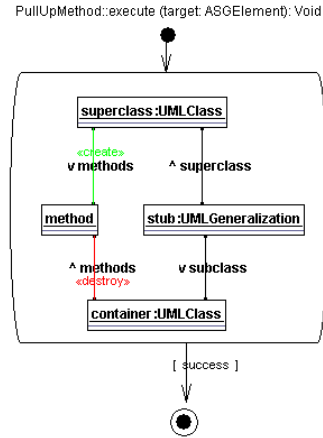 PullUpMethod::execute (target: ASGElement): Void
superclass:UMLClass
«create»
v methods
^ superclass
method
stub:UMLGeneralization
^ methods
v subclass
«destroy»
container:UMLClass
[ success ]